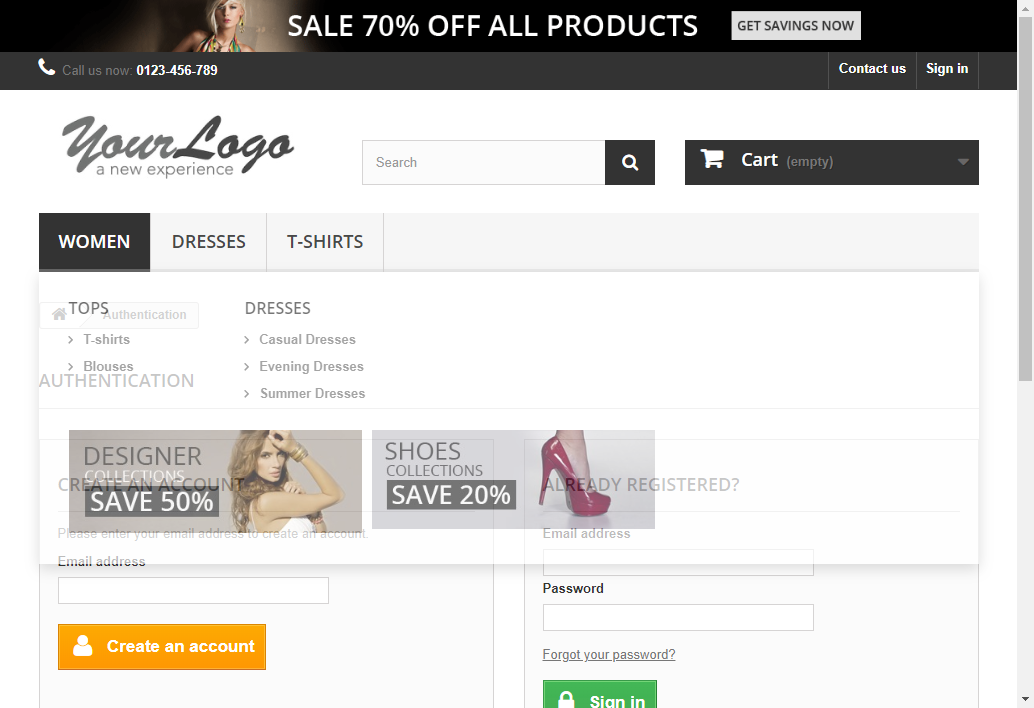 SALE 70% OFF ALL PRODUCTS
GET SAVINGS NOW
Call us now: 0123-456-789
Contact us
Sign in
YourLogo
a new experience
Search
Cart (empty)
WOMEN
DRESSES
T-SHIRTS
TOPS
DRESSES
Authentication
T-shirts
Casual Dresses
Blouses
Evening Dresses
AUTHENTICATION
Summer Dresses
DESIGNER
COLLECTIONS
SAVE 50%
SHOES
COLLECTIONS
SAVE 20%
CREATE AN ACCOUNT
ALREADY REGISTERED?
Please enter your email address to create an account.
Email address
Email address
Password
Create an account
Forgot your password?
Sign in